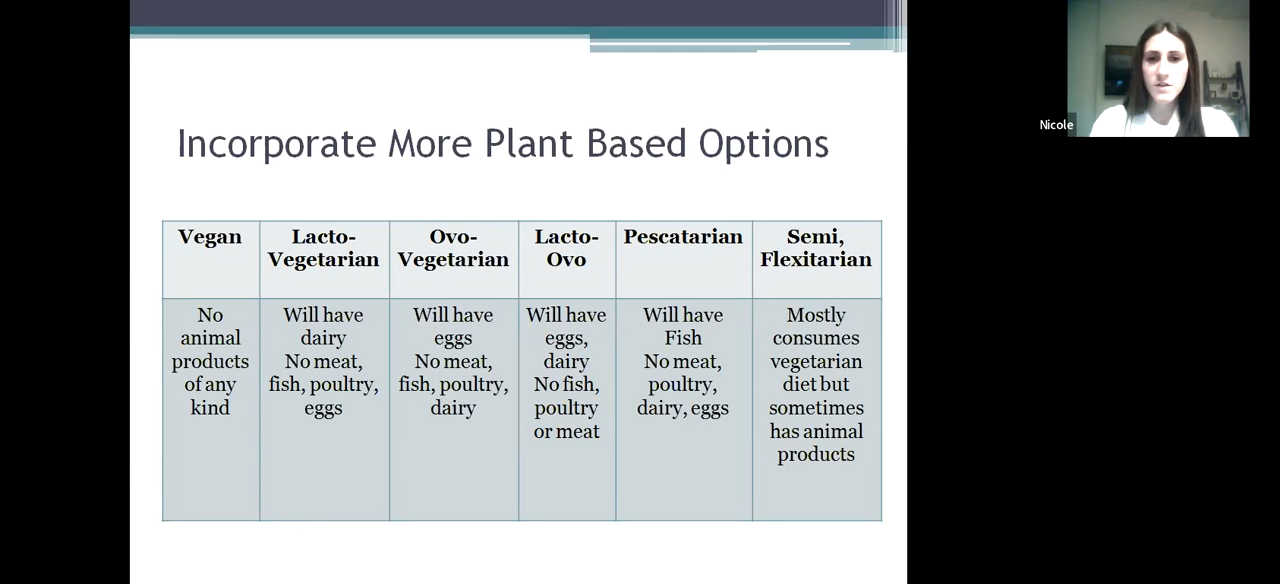 Incorporate More Plant Based Options
Vegan
Lacto-
Vegetarian
Ovo-
Vegetarian
Lacto-
Ovo
Pescatarian
Semi,
Flexitarian
No
animal
products
of any
kind
Will have
dairy
No meat,
fish, poultry,
eggs
Will have
eggs
No meat,
fish, poultry,
dairy
Will have
eggs,
dairy
No fish,
poultry
or meat
Will have
Fish
No meat,
poultry,
dairy, eggs
Mostly
consumes
vegetarian
diet but
sometimes
has animal
products
Nicole